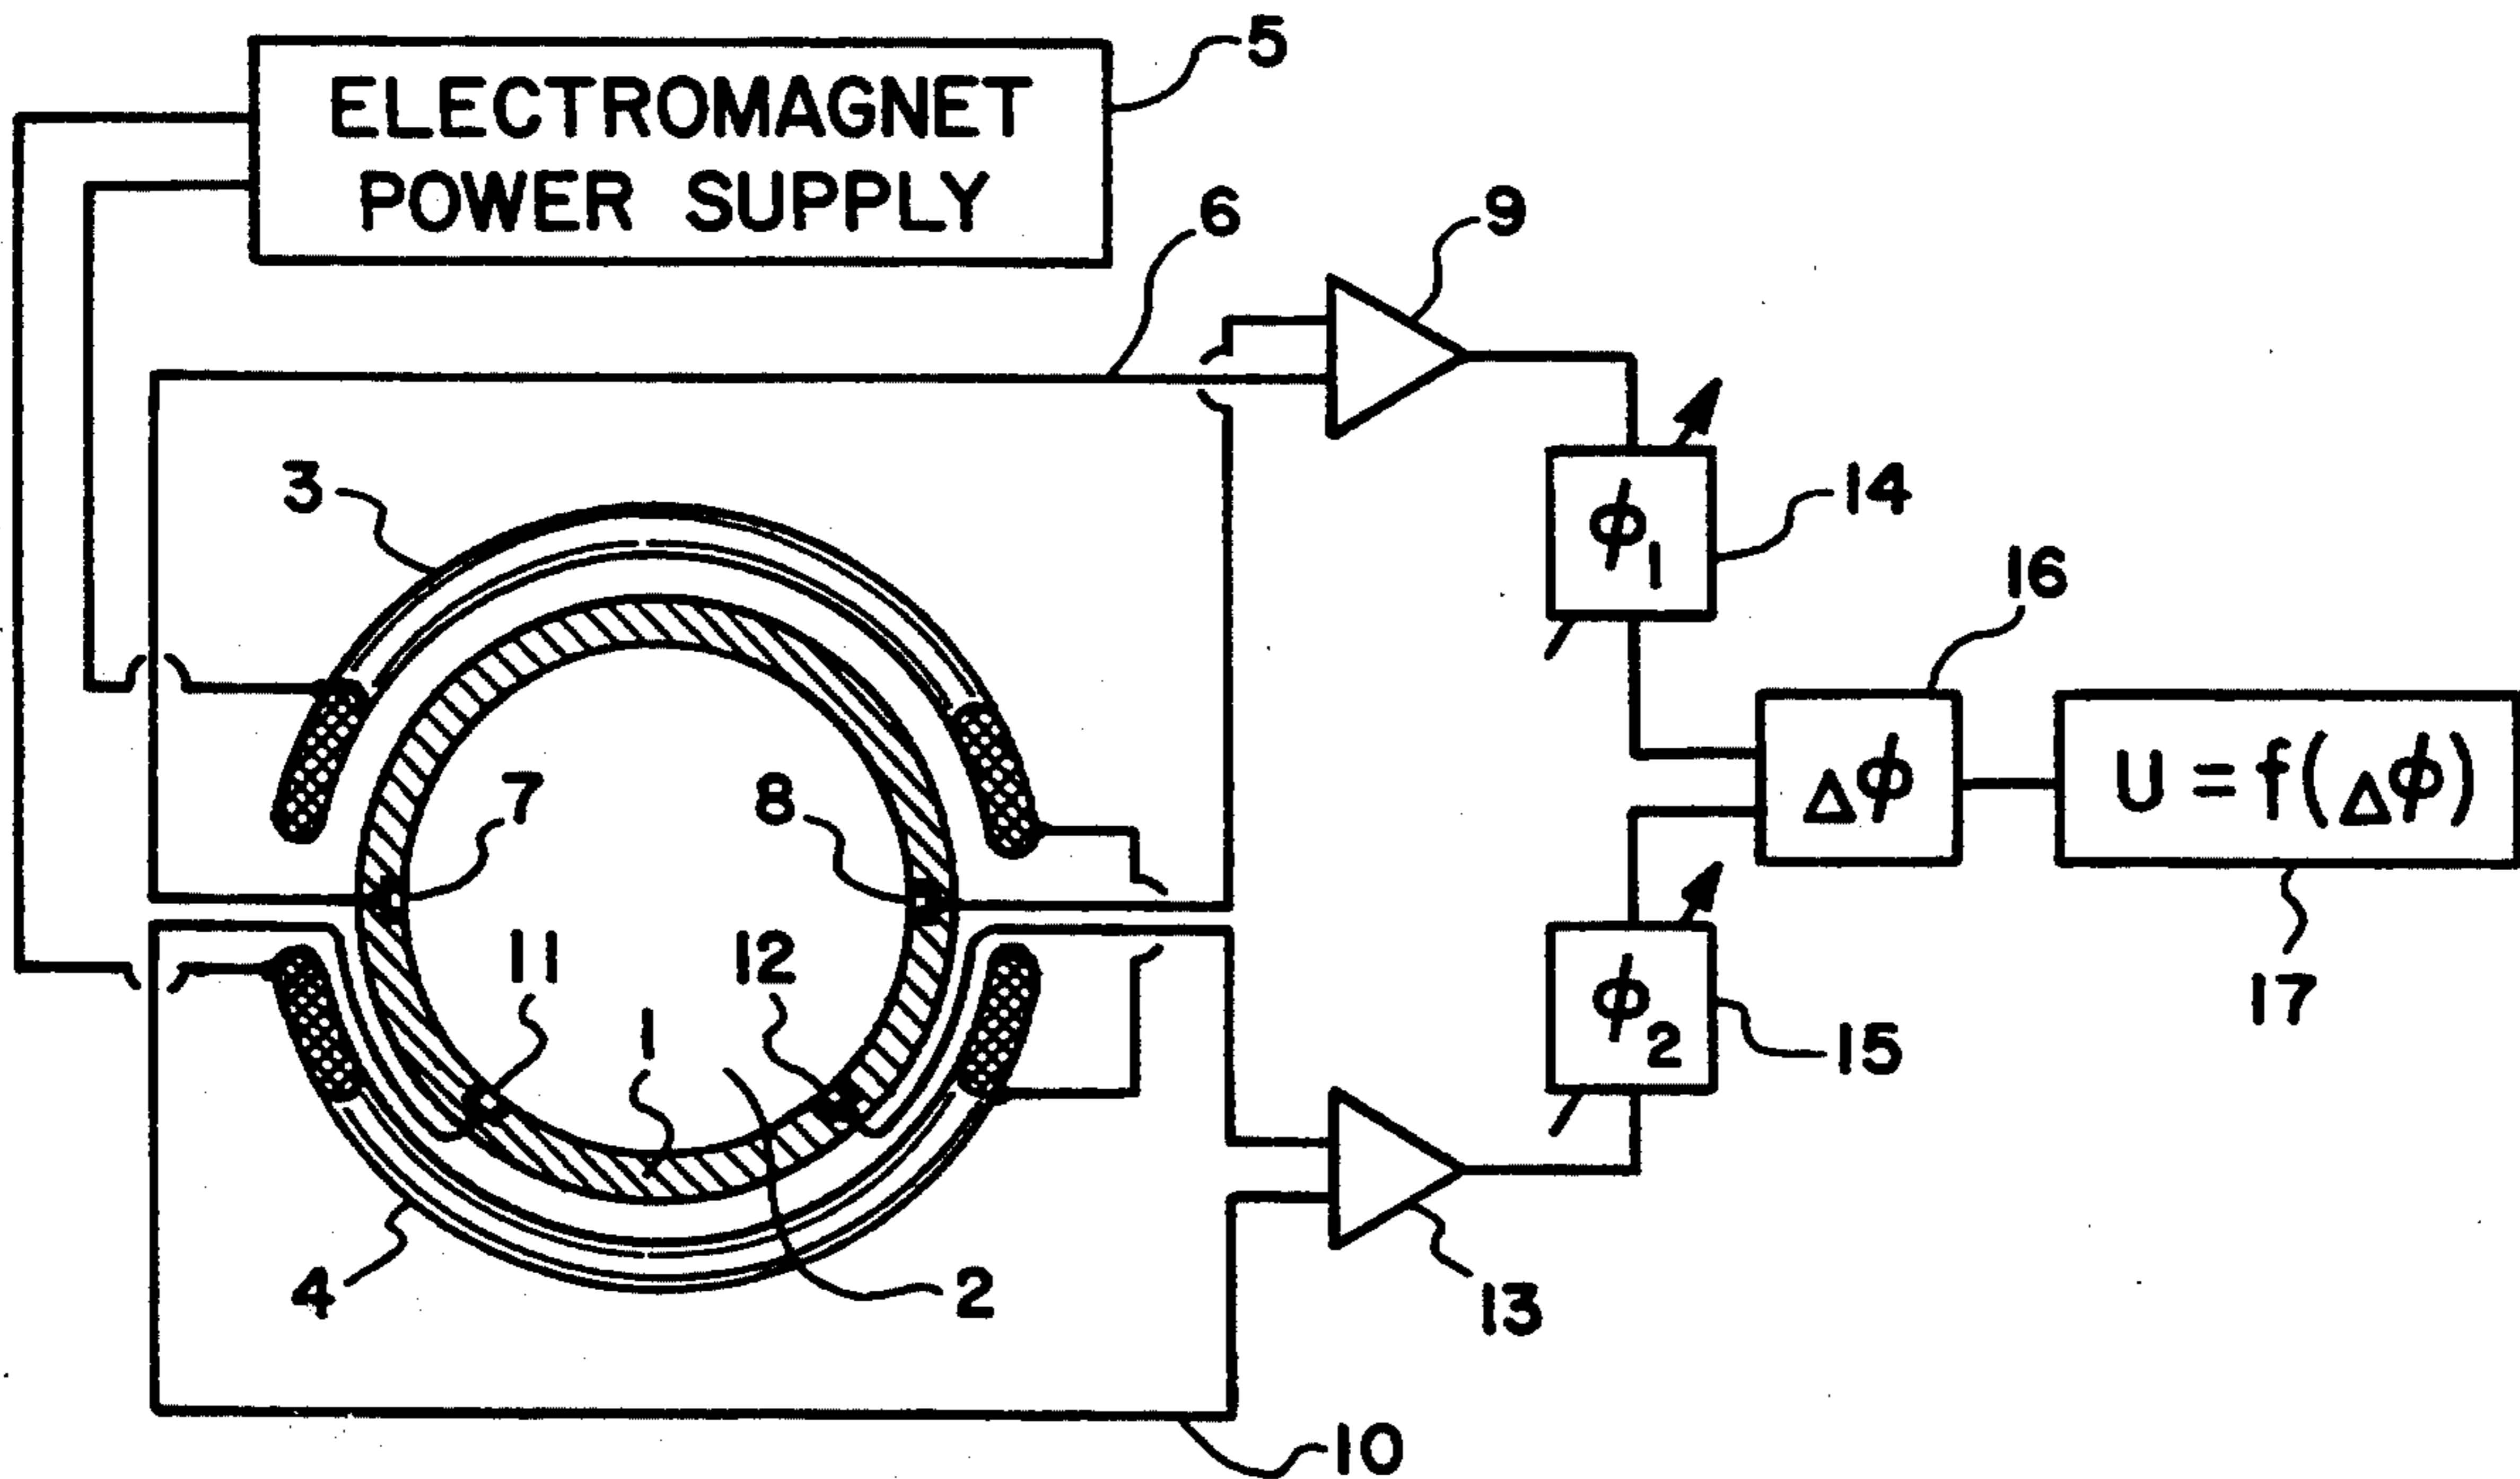 5
ELECTROMAGNET
POWER SUPPLY
6
9
3
14
ϕ1
16
7
8
Δϕ
U = f(Δϕ)
11
12
1
17
ϕ2
15
4
2
13
10